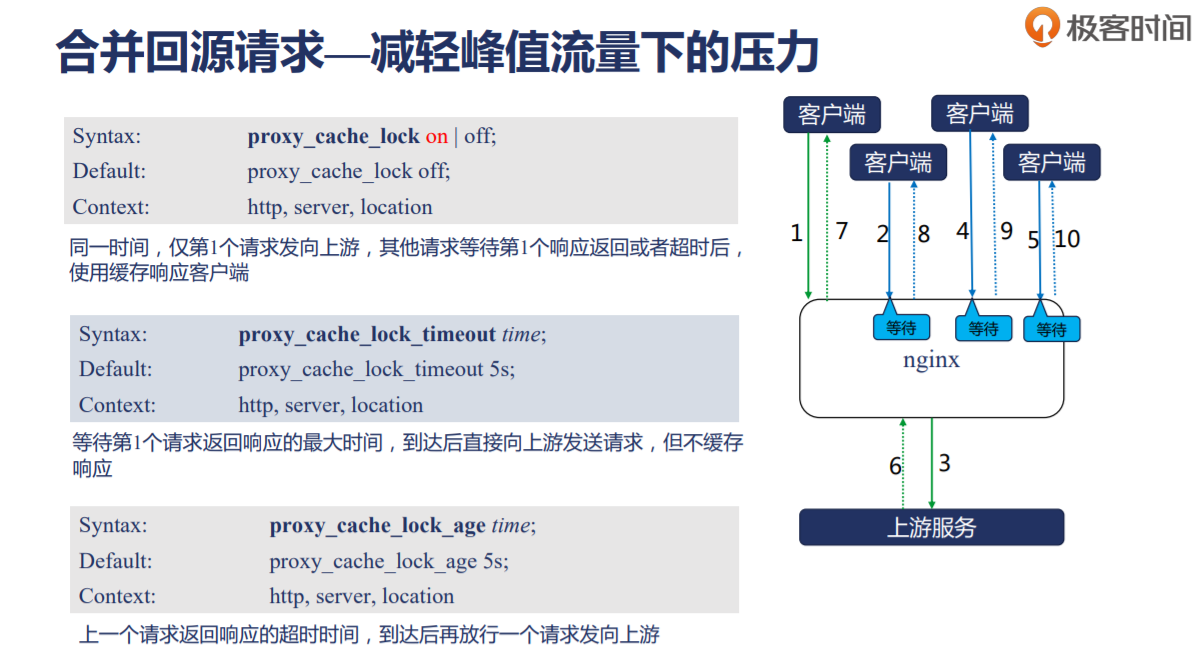 合并回源请求—减轻峰值流量下的压力
极客时间
Syntax: proxy_cache_lock on | off;
Default: proxy_cache_lock off;
Context: http, server, location
同一时间，仅第1个请求发向上游，其他请求等待第1个响应返回或者超时后，
使用缓存响应客户端
Syntax: proxy_cache_lock_timeout time;
Default: proxy_cache_lock_timeout 5s;
Context: http, server, location
等待第1个请求返回响应的最大时间，到达后直接向上游发送请求，但不缓存
响应
Syntax: proxy_cache_lock_age time;
Default: proxy_cache_lock_age 5s;
Context: http, server, location
上一个请求返回响应的超时时间，到达后再放行一个请求发向上游
客户端
客户端
客户端
客户端
1 7 2 8 4 9 5 10
等待 等待 等待
nginx
6 3
上游服务